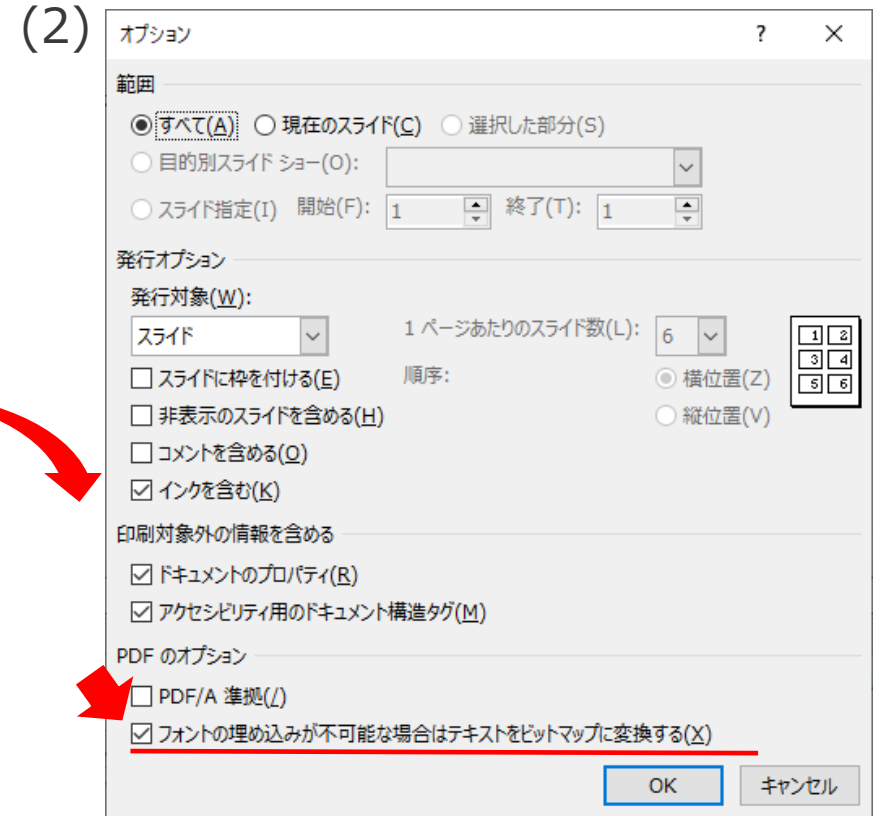 (2)
オプション ? ×
範囲
すべて(A) 現在のスライド(C) 選択した部分(S)
目的別スライド ショー(O):
スライド指定(I) 開始(F): 1 終了(T): 1
発行オプション
発行対象(W):
スライド 1 ページあたりのスライド数(L): 6
スライドに枠を付ける(E) 順序: 横位置(Z)
非表示のスライドを含める(H) 縦位置(V)
1 2
3 4
5 6
コメントを含める(O)
インクを含む(K)
印刷対象外の情報を含める
ドキュメントのプロパティ(R)
アクセシビリティ用のドキュメント構造タグ(M)
PDF のオプション
PDF/A 準拠(/)
フォントの埋め込みが不可能な場合はテキストをビットマップに変換する(X)
OK キャンセル